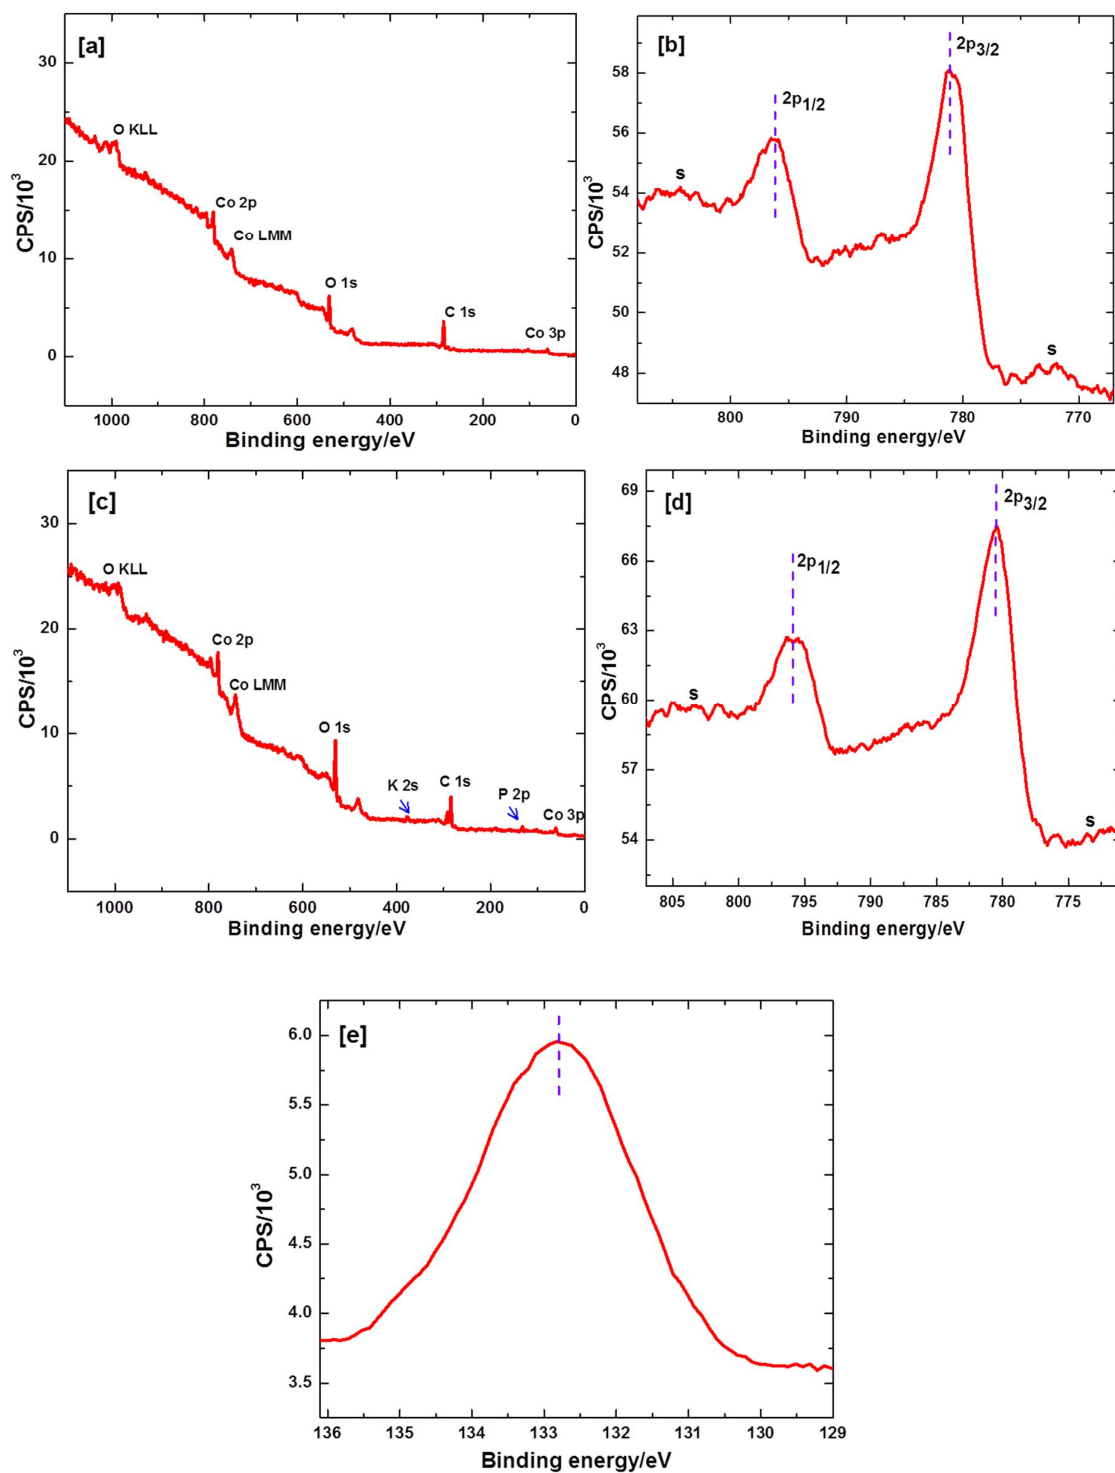 [a]
30
20
10
0
CPS/10³
O KLL
Co 2p
Co LMM
O 1s
C 1s
Co 3p
1000 800 600 400 200 0
Binding energy/eV
[b]
58
56
54
52
50
48
CPS/10³
2p3/2
2p1/2
s
s
800 790 780 770
Binding energy/eV
[c]
30
20
10
0
CPS/10³
O KLL
Co 2p
Co LMM
O 1s
K 2s
C 1s
P 2p
Co 3p
1000 800 600 400 200 0
Binding energy/eV
[d]
69
66
63
60
57
54
CPS/10³
2p3/2
2p1/2
s
s
805 800 795 790 785 780 775
Binding energy/eV
[e]
6.0
5.5
5.0
4.5
4.0
3.5
CPS/10³
136 135 134 133 132 131 130 129
Binding energy/eV